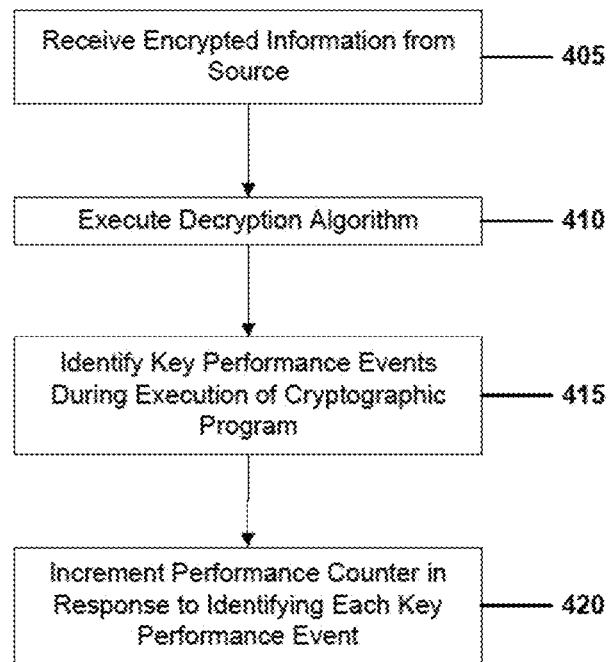 Receive Encrypted Information from
Source
405
Execute Decryption Algorithm
410
Identify Key Performance Events
During Execution of Cryptographic
Program
415
Increment Performance Counter in
Response to Identifying Each Key
Performance Event
420